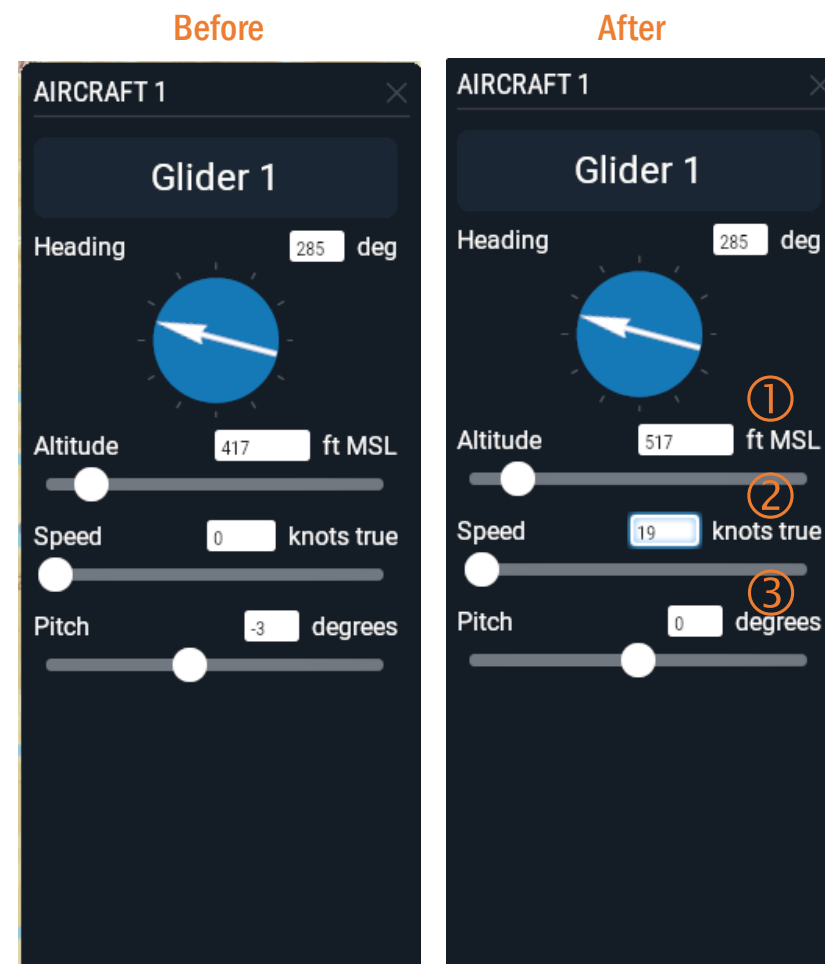 Before
AIRCRAFT 1
Glider 1
Heading 285 deg
Altitude 417 ft MSL
Speed 0 knots true
Pitch -3 degrees
After
AIRCRAFT 1
Glider 1
Heading 285 deg
①
Altitude 517 ft MSL
②
Speed 19 knots true
③
Pitch 0 degrees